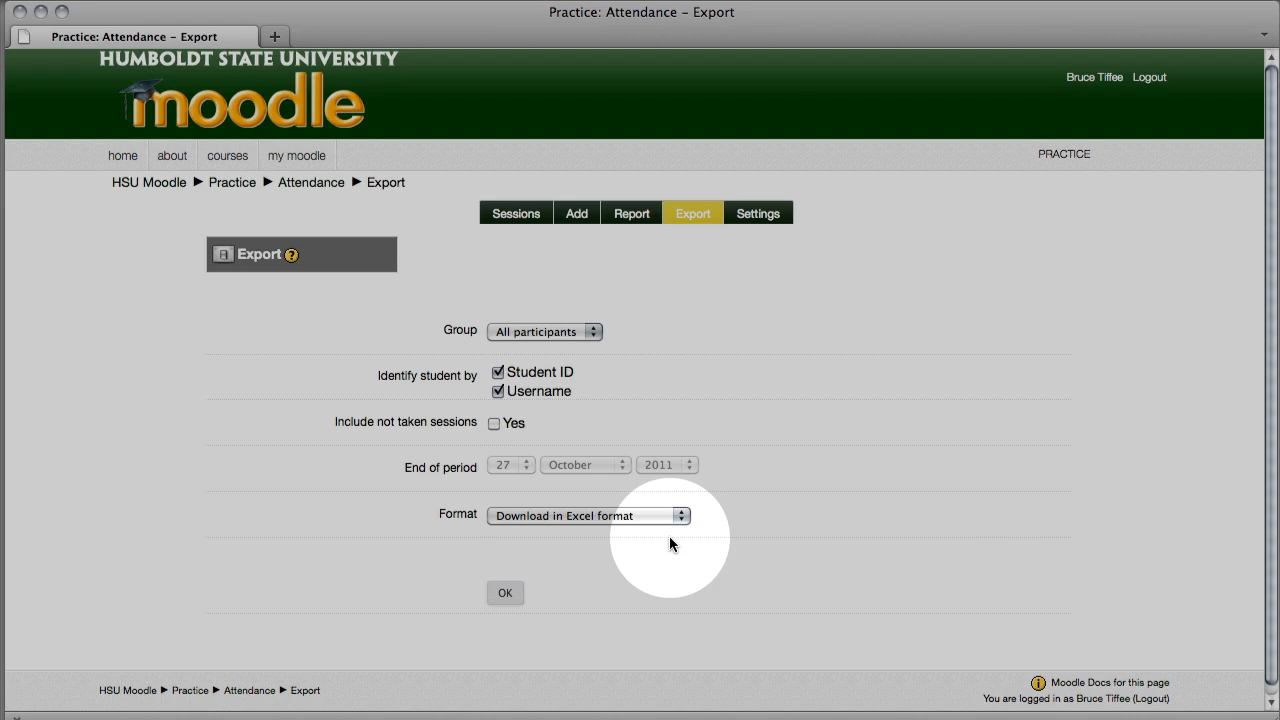 Practice: Attendance – Export
Practice: Attendance – Export
HUMBOLDT STATE UNIVERSITY
moodle
Bruce Tiffee Logout
home about courses my moodle
PRACTICE
HSU Moodle ► Practice ► Attendance ► Export
Sessions Add Report Export Settings
Export ?
Group All participants
Identify student by Student ID
Username
Include not taken sessions Yes
End of period 27 October 2011
Format Download in Excel format
OK
HSU Moodle ► Practice ► Attendance ► Export
Moodle Docs for this page
You are logged in as Bruce Tiffee (Logout)